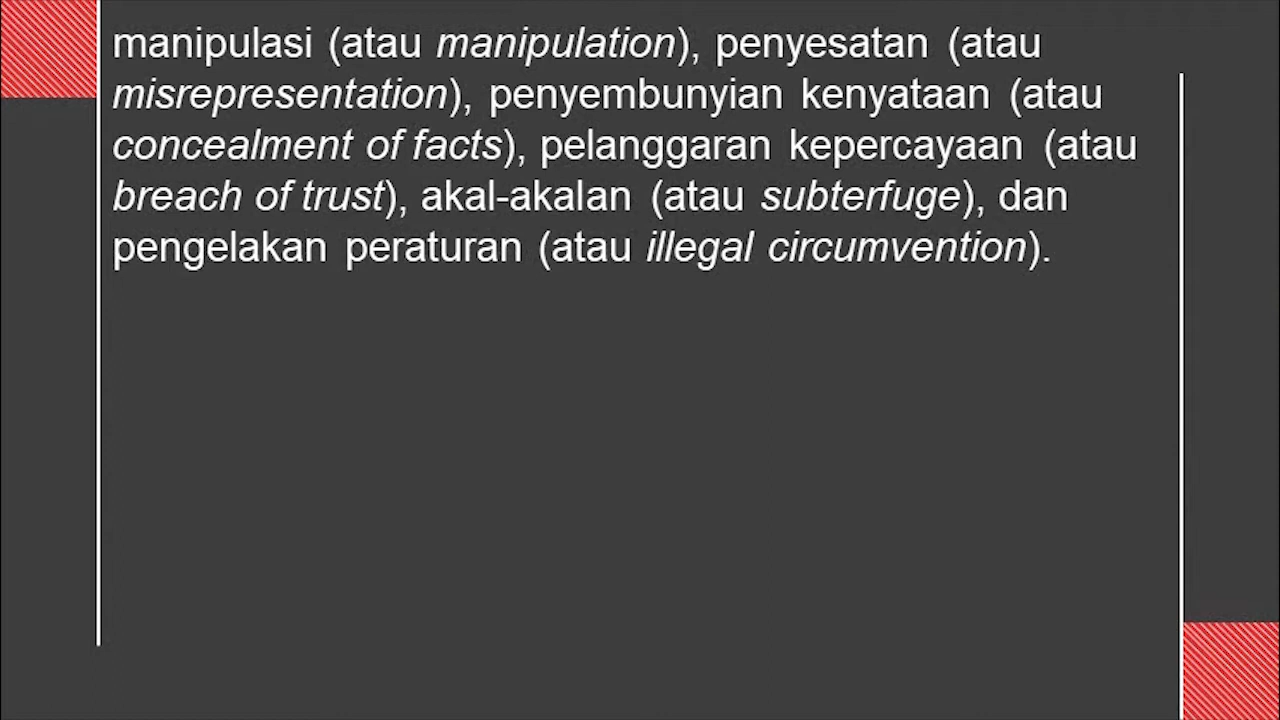 manipulasi (atau manipulation), penyesatan (atau
misrepresentation), penyembunyian kenyataan (atau
concealment of facts), pelanggaran kepercayaan (atau
breach of trust), akal-akalan (atau subterfuge), dan
pengelakan peraturan (atau illegal circumvention).